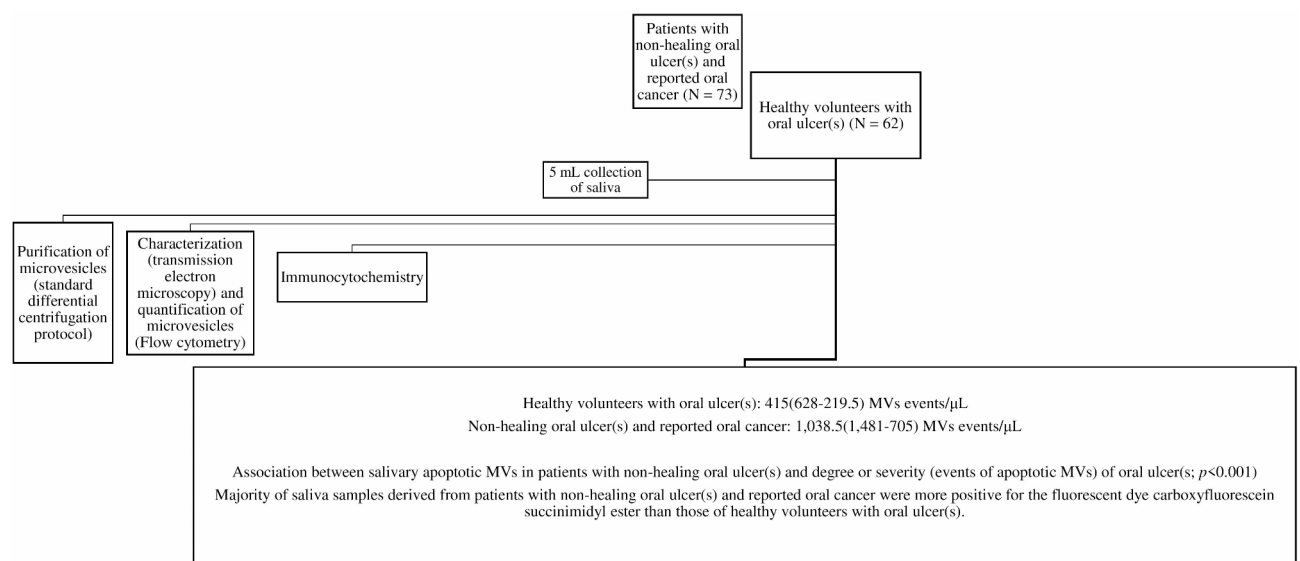 Patients with
non-healing oral
ulcer(s) and
reported oral
cancer (N = 73)
Healthy volunteers with
oral ulcer(s) (N = 62)
5 mL collection
of saliva
Purification of
microvesicles
(standard
differential
centrifugation
protocol)
Characterization
(transmission
electron
microscopy) and
quantification of
microvesicles
(Flow cytometry)
Immunocytochemistry
Healthy volunteers with oral ulcer(s): 415(628-219.5) MVs events/μL
Non-healing oral ulcer(s) and reported oral cancer: 1,038.5(1,481-705) MVs events/μL
Association between salivary apoptotic MVs in patients with non-healing oral ulcer(s) and degree or severity (events of apoptotic MVs) of oral ulcer(s; p<0.001)
Majority of saliva samples derived from patients with non-healing oral ulcer(s) and reported oral cancer were more positive for the fluorescent dye carboxyfluorescein
succinimidyl ester than those of healthy volunteers with oral ulcer(s).